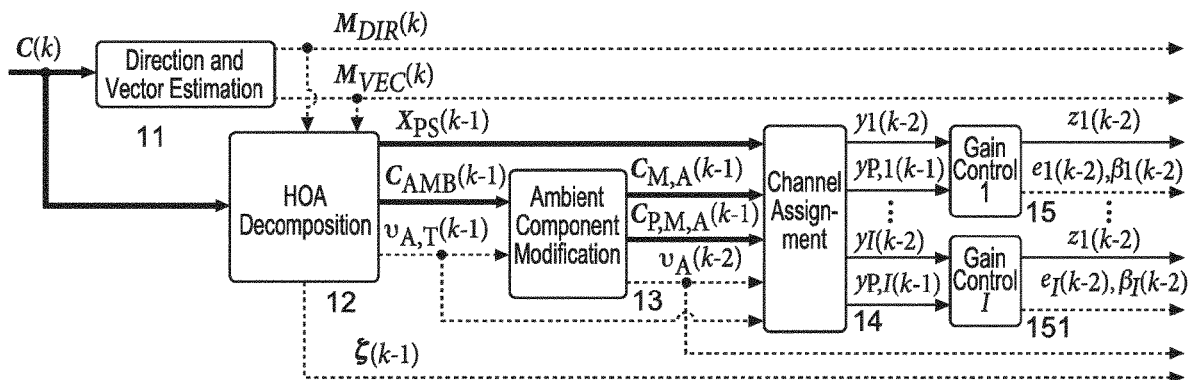 M_DIR(k)
C(k)
Direction and
Vector Estimation
M_VEC(k)
11
X_PS(k-1)
HOA
Decomposition
C_AMB(k-1)
υ_A,T(k-1)
12
Ambient
Component
Modification
C_M,A(k-1)
C_P,M,A(k-1)
υ_A(k-2)
13
Channel
Assign-
ment
14
y1(k-2)
yP,1(k-1)
yI(k-2)
yP,I(k-1)
Gain
Control
1
15
z1(k-2)
e1(k-2),β1(k-2)
Gain
Control
I
151
z1(k-2)
e_I(k-2),β_I(k-2)
ζ(k-1)